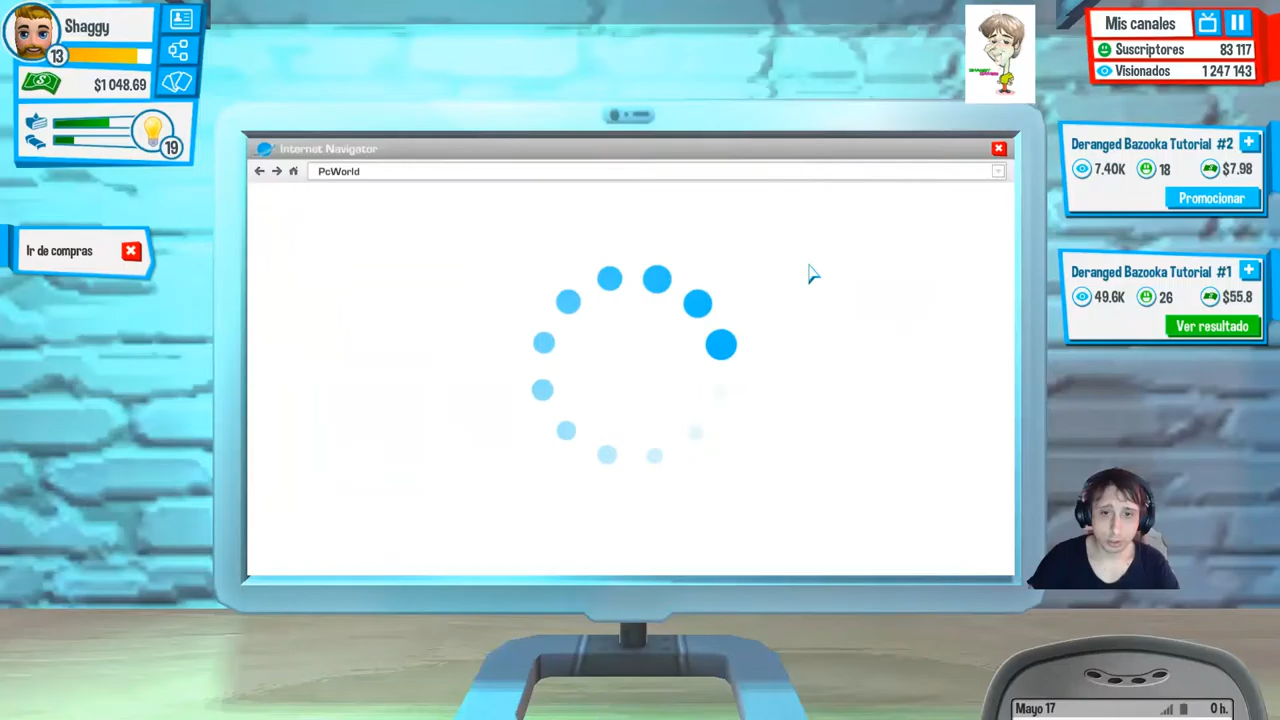 Shaggy
13
$1 048.69
19
Ir de compras
Internet Navigator
PcWorld
Mis canales
Suscriptores 83 117
Visionados 1 247 143
Deranged Bazooka Tutorial #2
7.40K 18 $7.98
Promocionar
Deranged Bazooka Tutorial #1
49.6K 26 $55.8
Ver resultado
Mayo 17 0 h.